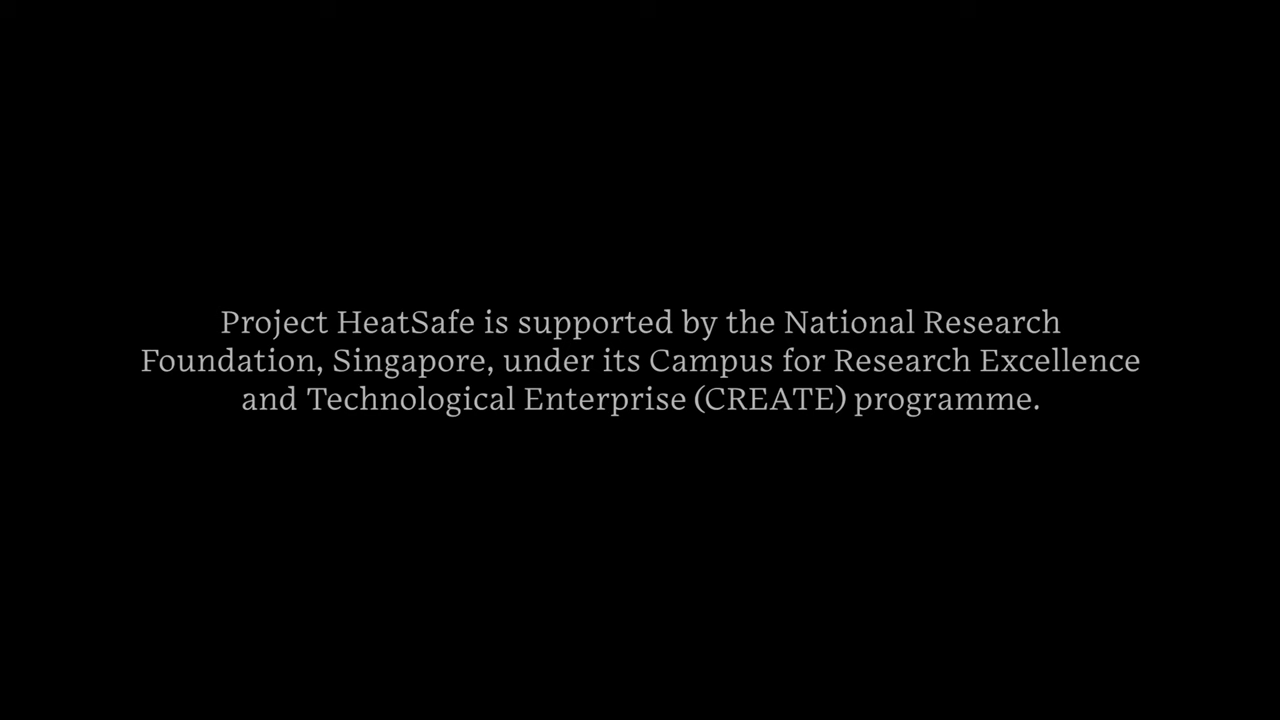 Project HeatSafe is supported by the National Research
Foundation, Singapore, under its Campus for Research Excellence
and Technological Enterprise (CREATE) programme.